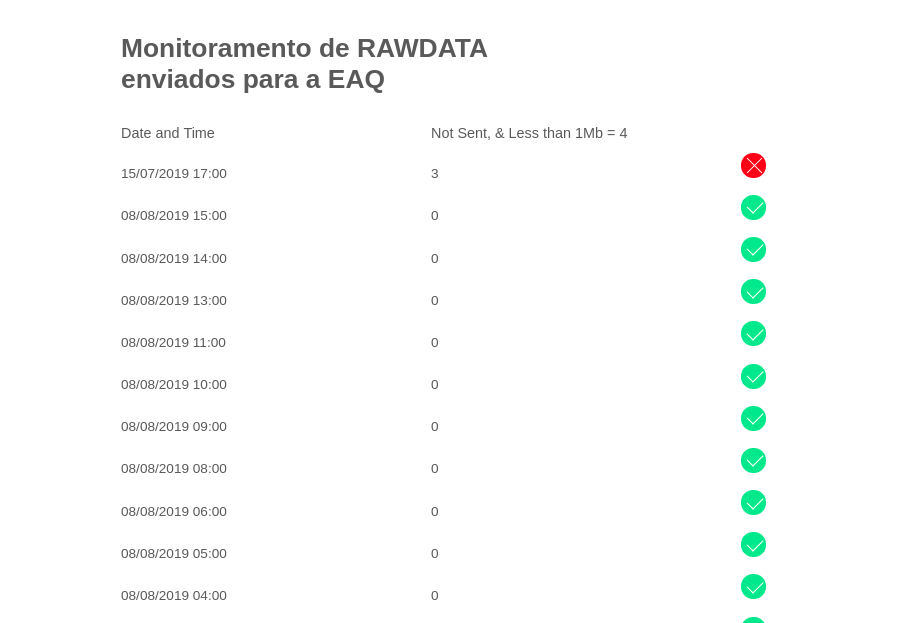 Monitoramento de RAWDATA
enviados para a EAQ
Date and Time Not Sent, & Less than 1Mb = 4
15/07/2019 17:00 3
08/08/2019 15:00 0
08/08/2019 14:00 0
08/08/2019 13:00 0
08/08/2019 11:00 0
08/08/2019 10:00 0
08/08/2019 09:00 0
08/08/2019 08:00 0
08/08/2019 06:00 0
08/08/2019 05:00 0
08/08/2019 04:00 0